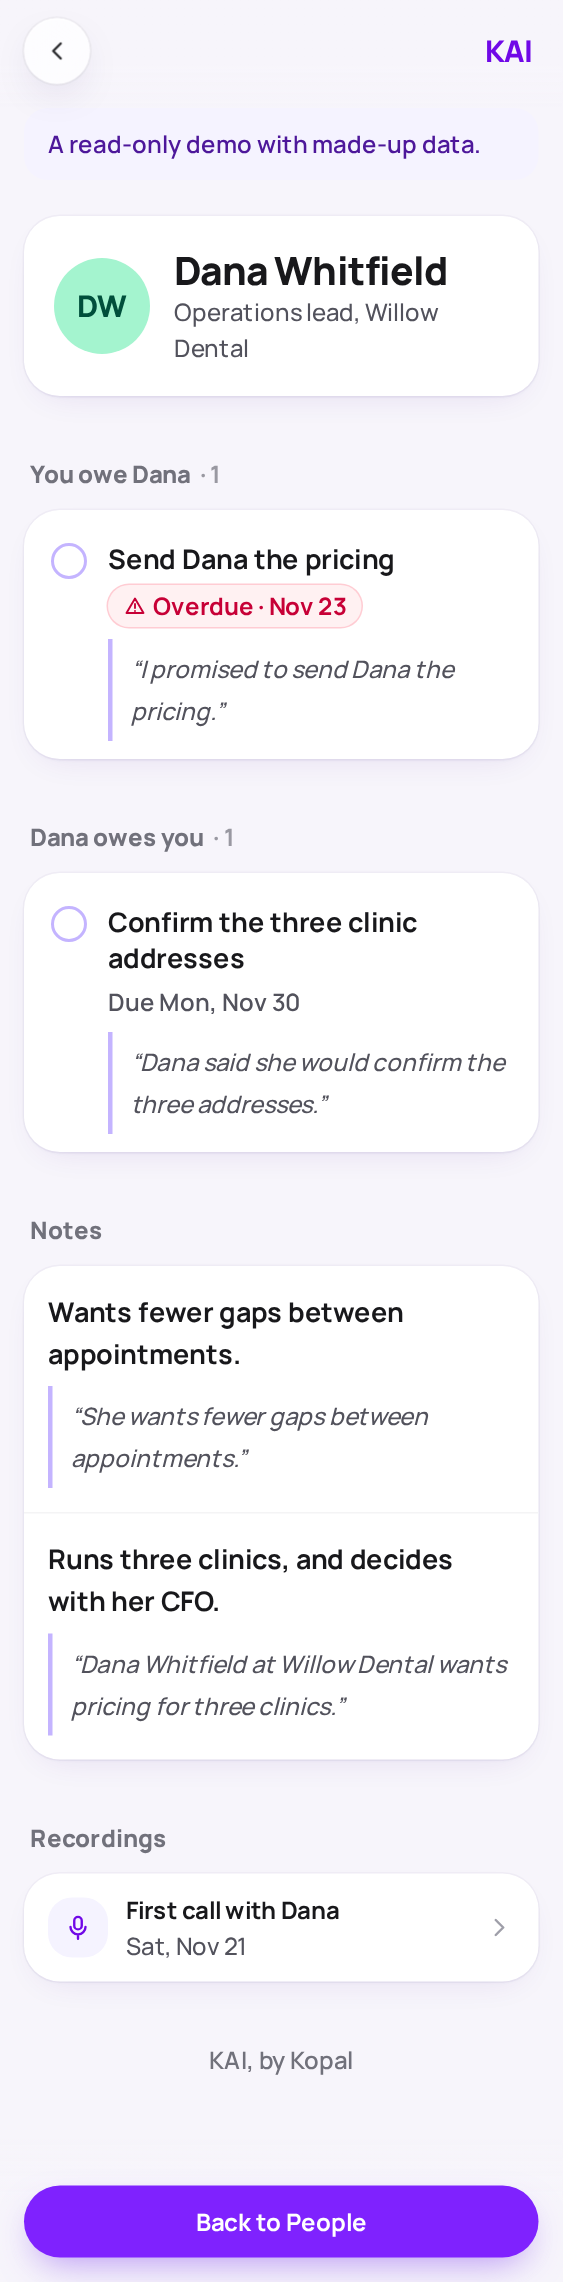 KAI
A read-only demo with made-up data.
DW
Dana Whitfield
Operations lead, Willow
Dental
You owe Dana · 1
Send Dana the pricing
Overdue · Nov 23
“I promised to send Dana the
pricing.”
Dana owes you · 1
Confirm the three clinic
addresses
Due Mon, Nov 30
“Dana said she would confirm the
three addresses.”
Notes
Wants fewer gaps between
appointments.
“She wants fewer gaps between
appointments.”
Runs three clinics, and decides
with her CFO.
“Dana Whitfield at Willow Dental wants
pricing for three clinics.”
Recordings
First call with Dana
Sat, Nov 21
KAI, by Kopal
Back to People